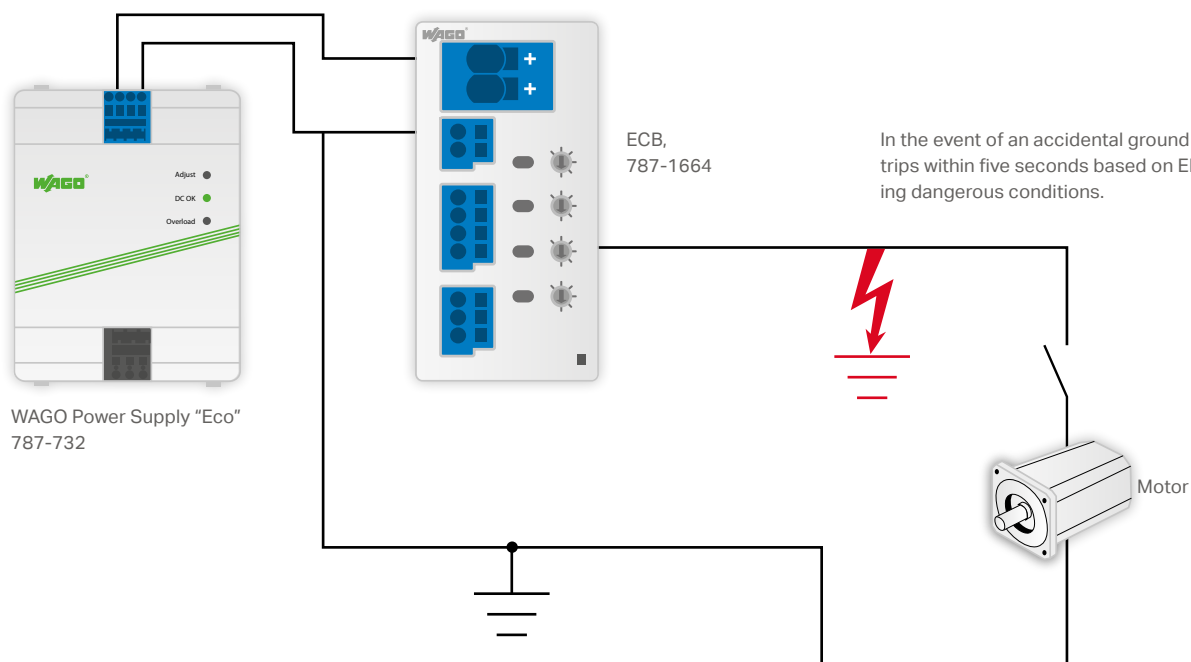 WAGO
+
+
ECB,
787-1664
In the event of an accidental ground
trips within five seconds based on
ing dangerous conditions.
WAGO
Adjust
DC OK
Overload
WAGO Power Supply “Eco”
787-732
Motor